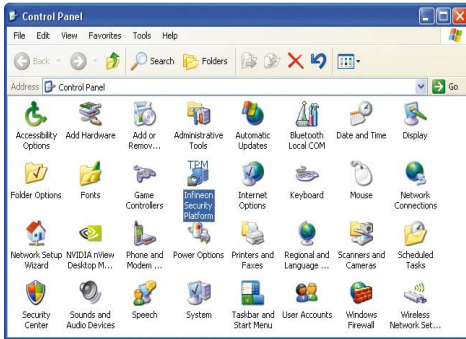 Control Panel
File Edit View Favorites Tools Help
Back Search Folders
Address Control Panel Go
Accessibility Options
Add Hardware
Add or Remov...
Administrative Tools
Automatic Updates
Bluetooth Local COM
Date and Time
Display
Folder Options
Fonts
Game Controllers
TPM
Infineon Security Platform
Internet Options
Keyboard
Mouse
Network Connections
Network Setup Wizard
NVIDIA nView Desktop M...
Phone and Modem ...
Power Options
Printers and Faxes
Regional and Language ...
Scanners and Cameras
Scheduled Tasks
Security Center
Sounds and Audio Devices
Speech
System
Taskbar and Start Menu
User Accounts
Windows Firewall
Wireless Network Set...